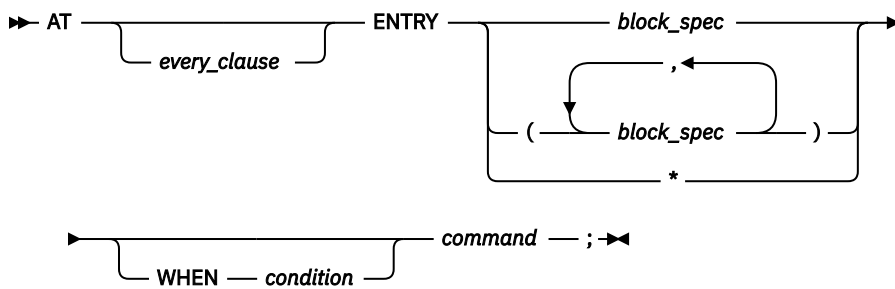 AT ENTRY block_spec
every_clause
,
( block_spec )
*
command ;
WHEN condition